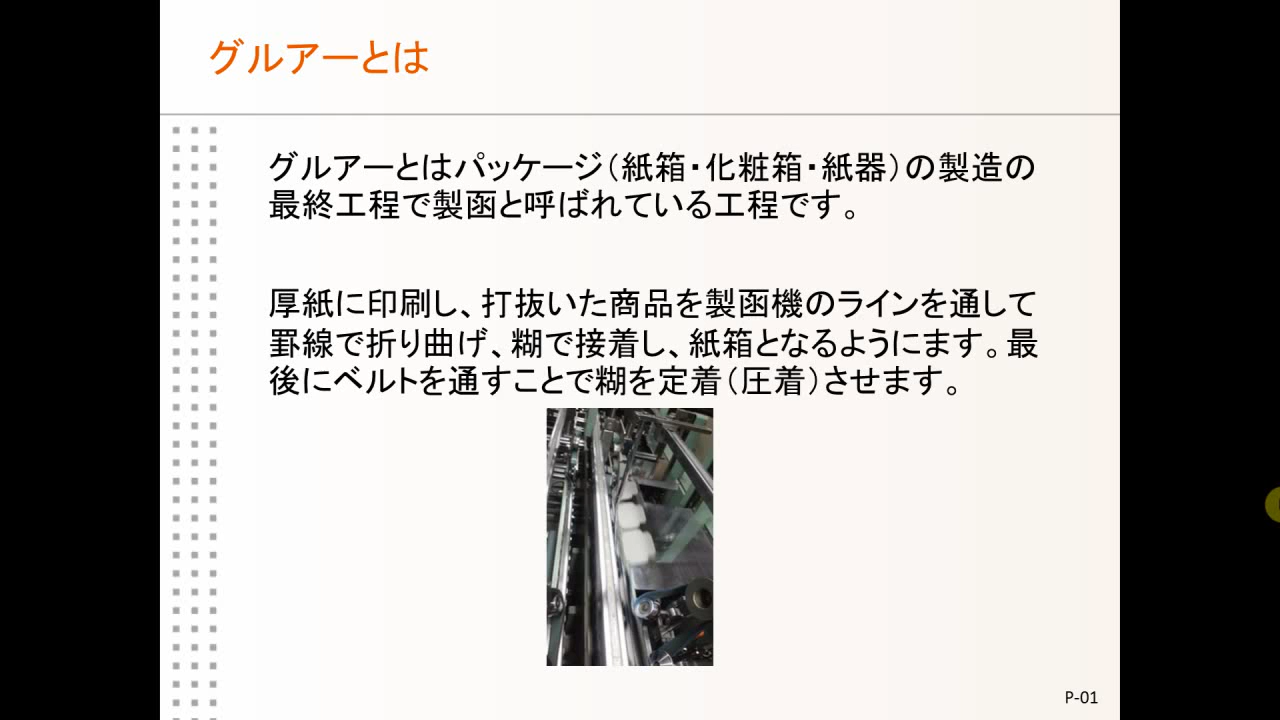 グルアーとは
グルアーとはパッケージ（紙箱・化粧箱・紙器）の製造の
最終工程で製函と呼ばれている工程です。
厚紙に印刷し、打抜いた商品を製函機のラインを通して
罫線で折り曲げ、糊で接着し、紙箱となるようにます。最
後にベルトを通すことで糊を定着（圧着）させます。
P-01